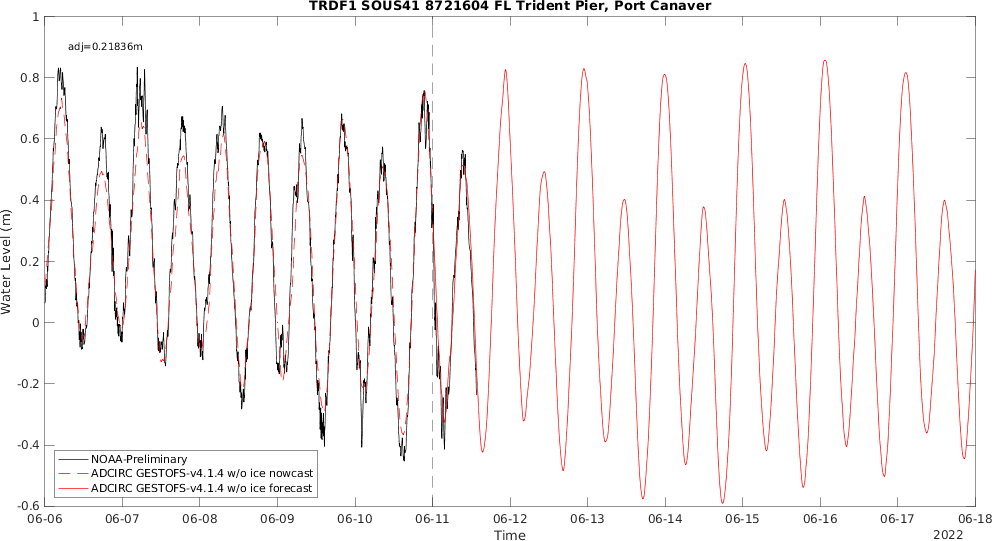 TRDF1 SOUS41 8721604 FL Trident Pier, Port Canaver
adj=0.21836m
1
0.8
0.6
0.4
0.2
0
-0.2
-0.4
-0.6
Water Level (m)
NOAA-Preliminary
ADCIRC GESTOFS-v4.1.4 w/o ice nowcast
ADCIRC GESTOFS-v4.1.4 w/o ice forecast
06-06 06-07 06-08 06-09 06-10 06-11 06-12 06-13 06-14 06-15 06-16 06-17 06-18
Time
2022